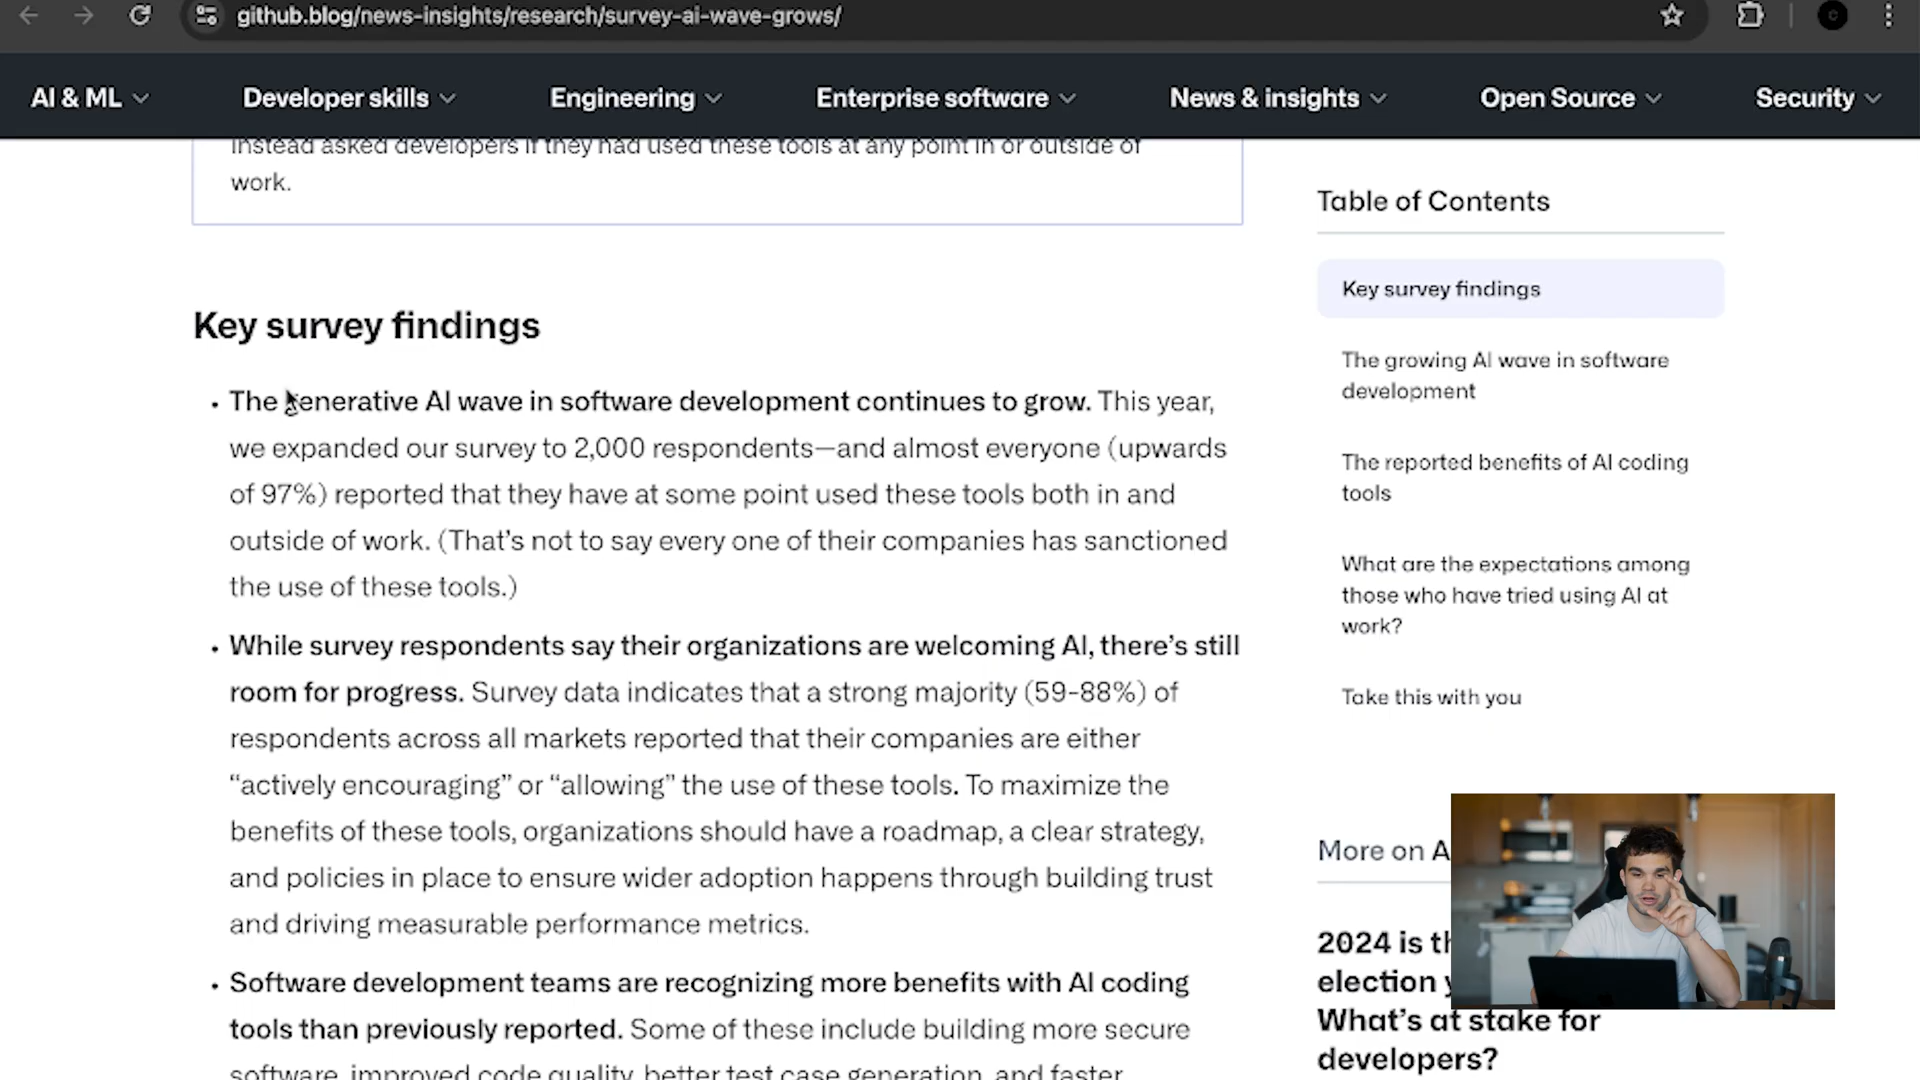 github.blog/news-insights/research/survey-ai-wave-grows/
AI & ML
Developer skills
Engineering
Enterprise software
News & insights
Open Source
Security
instead asked developers if they had used these tools at any point in or outside of
work.
Key survey findings
• The generative AI wave in software development continues to grow. This year,
we expanded our survey to 2,000 respondents—and almost everyone (upwards
of 97%) reported that they have at some point used these tools both in and
outside of work. (That’s not to say every one of their companies has sanctioned
the use of these tools.)
• While survey respondents say their organizations are welcoming AI, there’s still
room for progress. Survey data indicates that a strong majority (59-88%) of
respondents across all markets reported that their companies are either
“actively encouraging” or “allowing” the use of these tools. To maximize the
benefits of these tools, organizations should have a roadmap, a clear strategy,
and policies in place to ensure wider adoption happens through building trust
and driving measurable performance metrics.
• Software development teams are recognizing more benefits with AI coding
tools than previously reported. Some of these include building more secure
software, improved code quality, better test case generation, and faster
Table of Contents
Key survey findings
The growing AI wave in software
development
The reported benefits of AI coding
tools
What are the expectations among
those who have tried using AI at
work?
Take this with you
More on A
2024 is th
election y
What’s at stake for
developers?